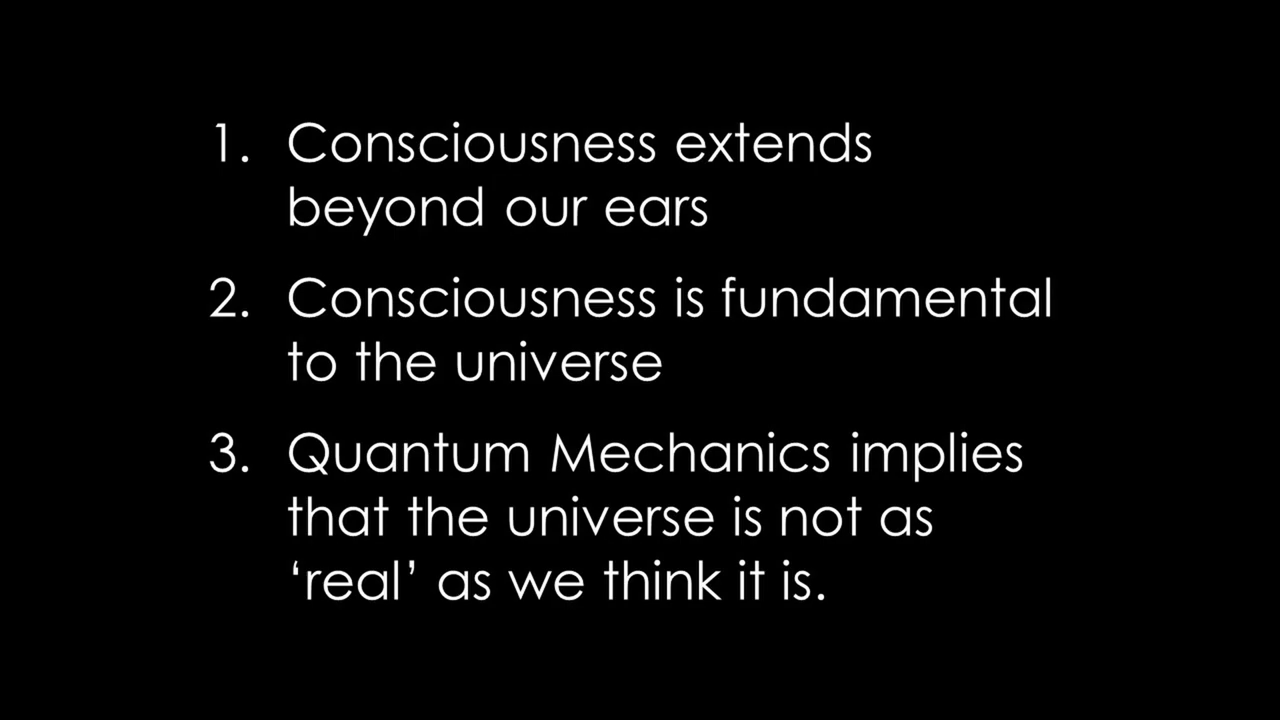 1. Consciousness extends
beyond our ears
2. Consciousness is fundamental
to the universe
3. Quantum Mechanics implies
that the universe is not as
‘real’ as we think it is.